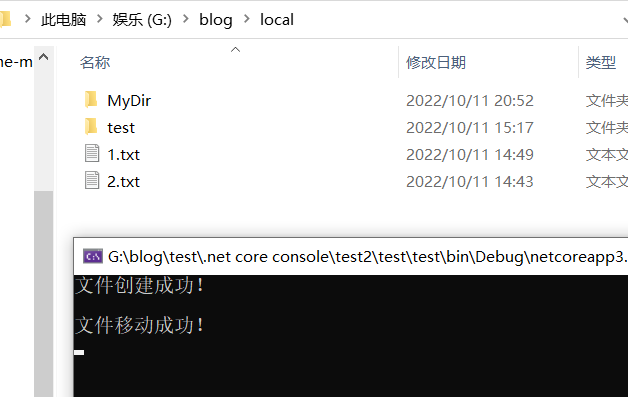 此电脑 > 娱乐 (G:) > blog > local
ne-m
名称 修改日期 类型
MyDir 2022/10/11 20:52 文件夹
test 2022/10/11 15:17 文件夹
1.txt 2022/10/11 14:49 文本文
2.txt 2022/10/11 14:43 文本文
G:\blog\test\.net core console\test2\test\test\bin\Debug\netcoreapp3.
文件创建成功!
文件移动成功!